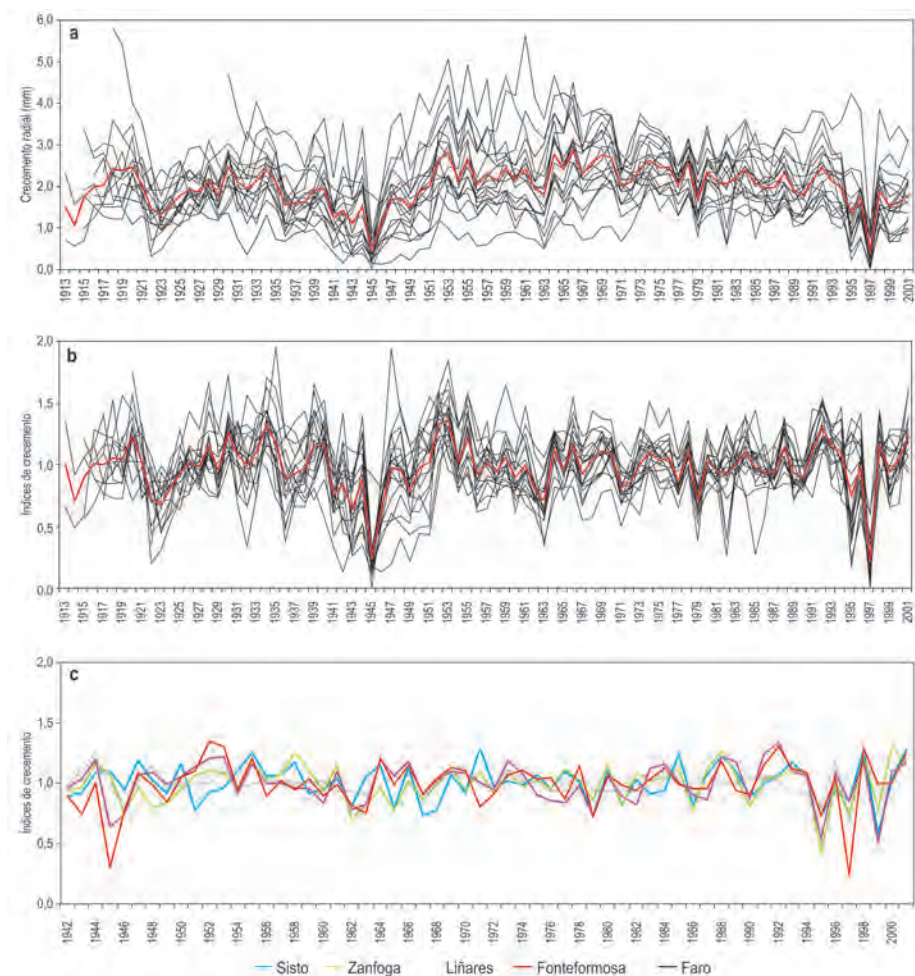 a
Crecemento radial (mm)
6,0
5,0
4,0
3,0
2,0
1,0
0,0
1913 1915 1917 1919 1921 1923 1925 1927 1929 1931 1933 1935 1937 1939 1941 1943 1945 1947 1949 1951 1953 1955 1957 1959 1961 1963 1965 1967 1969 1971 1973 1975 1977 1979 1981 1983 1985 1987 1989 1991 1993 1995 1997 1999 2001
b
Índices de crecemento
2,0
1,5
1,0
0,5
0,0
1913 1915 1917 1919 1921 1923 1925 1927 1929 1931 1933 1935 1937 1939 1941 1943 1945 1947 1949 1951 1953 1955 1957 1959 1961 1963 1965 1967 1969 1971 1973 1975 1977 1979 1981 1983 1985 1987 1989 1991 1993 1995 1997 1999 2001
c
Índices de crecemento
2,0
1,5
1,0
0,5
0,0
1942 1944 1946 1948 1950 1952 1954 1956 1958 1960 1962 1964 1966 1968 1970 1972 1974 1976 1978 1980 1982 1984 1986 1988 1990 1992 1994 1996 1998 2000
Sisto Zanfoga Liñares Fonteformosa Faro